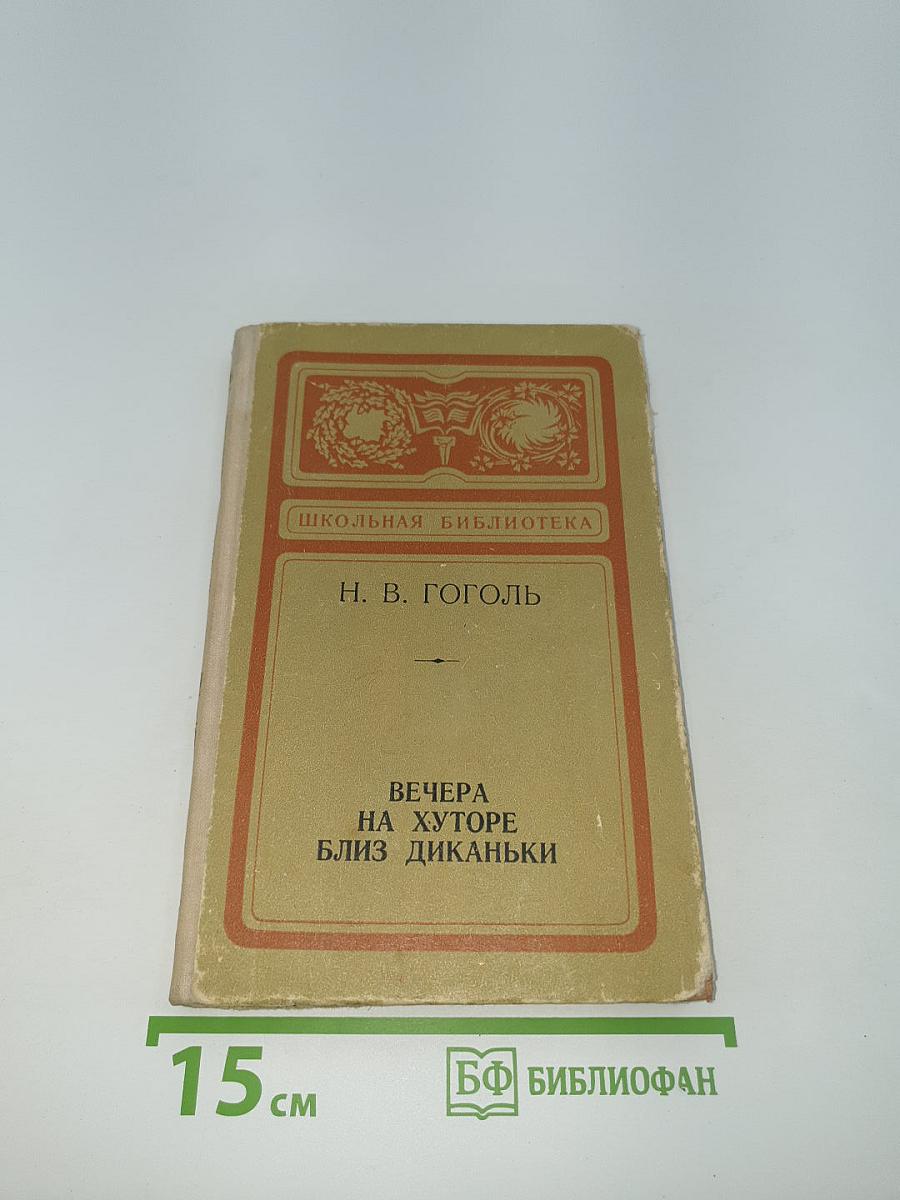 ШКОЛЬНАЯ БИБЛИОТЕКА
Н. В. ГОГОЛЬ
ВЕЧЕРА
НА ХУТОРЕ
БЛИЗ ДИКАНЬКИ
15 см
БФ БИБЛИОФАН